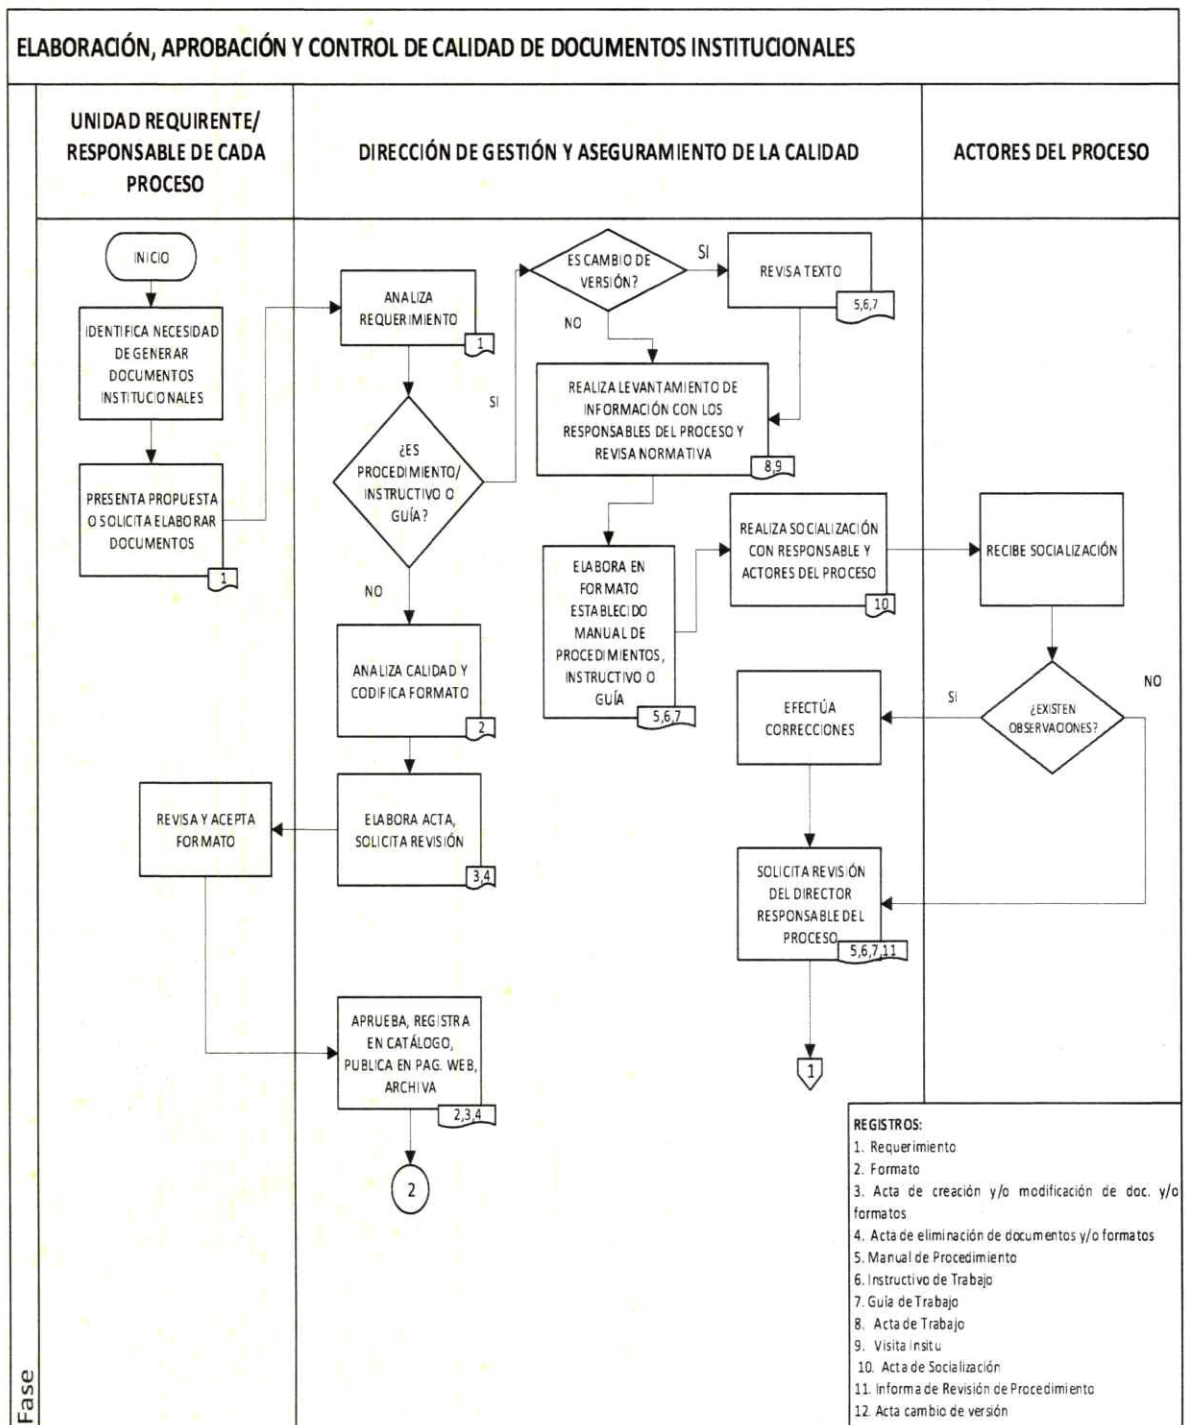 ELABORACIÓN, APROBACIÓN Y CONTROL DE CALIDAD DE DOCUMENTOS INSTITUCIONALES
UNIDAD REQUIRENTE/
RESPONSABLE DE CADA
PROCESO
DIRECCIÓN DE GESTIÓN Y ASEGURAMIENTO DE LA CALIDAD
ACTORES DEL PROCESO
INICIO
IDENTIFICA NECESIDAD
DE GENERAR
DOCUMENTOS
INSTITUCIONALES
PRESENTA PROPUESTA
O SOLICITA ELABORAR
DOCUMENTOS
1
ANALIZA
REQUERIMIENTO
1
¿ES
PROCEDIMIENTO/
INSTRUCTIVO O
GUÍA?
SI
NO
ES CAMBIO DE
VERSIÓN?
SI
NO
REVISA TEXTO
5,6,7
REALIZA LEVANTAMIENTO DE
INFORMACIÓN CON LOS
RESPONSABLES DEL PROCESO Y
REVISA NORMATIVA
8,9
ELABORA EN
FORMATO
ESTABLECIDO
MANUAL DE
PROCEDIMIENTOS,
INSTRUCTIVO O
GUÍA
5,6,7
REALIZA SOCIALIZACIÓN
CON RESPONSABLE Y
ACTORES DEL PROCESO
10
RECIBE SOCIALIZACIÓN
¿EXISTEN
OBSERVACIONES?
SI
NO
EFECTÚA
CORRECCIONES
SOLICITA REVISIÓN
DEL DIRECTOR
RESPONSABLE DEL
PROCESO
5,6,7,11
1
ANALIZA CALIDAD Y
CODIFICA FORMATO
2
ELABORA ACTA,
SOLICITA REVISIÓN
3,4
REVISA Y ACEPTA
FORMATO
APRUEBA, REGISTRA
EN CATÁLOGO,
PUBLICA EN PAG. WEB,
ARCHIVA
2,3,4
2
REGISTROS:
1. Requerimiento
2. Formato
3. Acta de creación y/o modificación de doc. y/o
formatos
4. Acta de eliminación de documentos y/o formatos
5. Manual de Procedimiento
6. Instructivo de Trabajo
7. Guía de Trabajo
8. Acta de Trabajo
9. Visita Insitu
10. Acta de Socialización
11. Informa de Revisión de Procedimiento
12. Acta cambio de versión
Fase